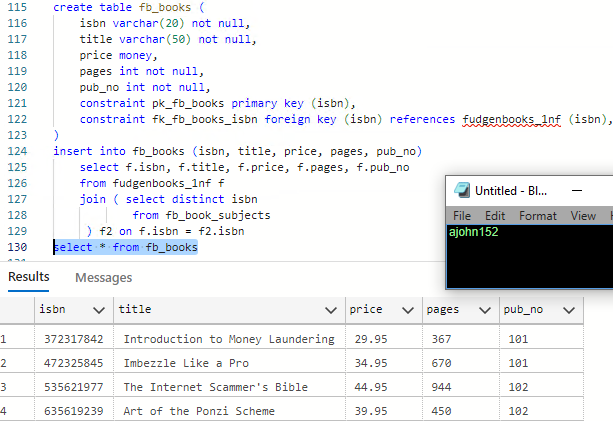 115 create table fb_books (
116 isbn varchar(20) not null,
117 title varchar(50) not null,
118 price money,
119 pages int not null,
120 pub_no int not null,
121 constraint pk_fb_books primary key (isbn),
122 constraint fk_fb_books_isbn foreign key (isbn) references fudgenbooks_1nf (isbn),
123 )
124 insert into fb_books (isbn, title, price, pages, pub_no)
125 select f.isbn, f.title, f.price, f.pages, f.pub_no
126 from fudgenbooks_1nf f
127 join ( select distinct isbn
128 from fb_book_subjects
129 ) f2 on f.isbn = f2.isbn
130 select * from fb_books
Untitled - Bl...
File Edit Format View
ajohn152
Results Messages
isbn title price pages pub_no
1 372317842 Introduction to Money Laundering 29.95 367 101
2 472325845 Imbezzle Like a Pro 34.95 670 101
3 535621977 The Internet Scammer's Bible 44.95 944 102
4 635619239 Art of the Ponzi Scheme 39.95 450 102